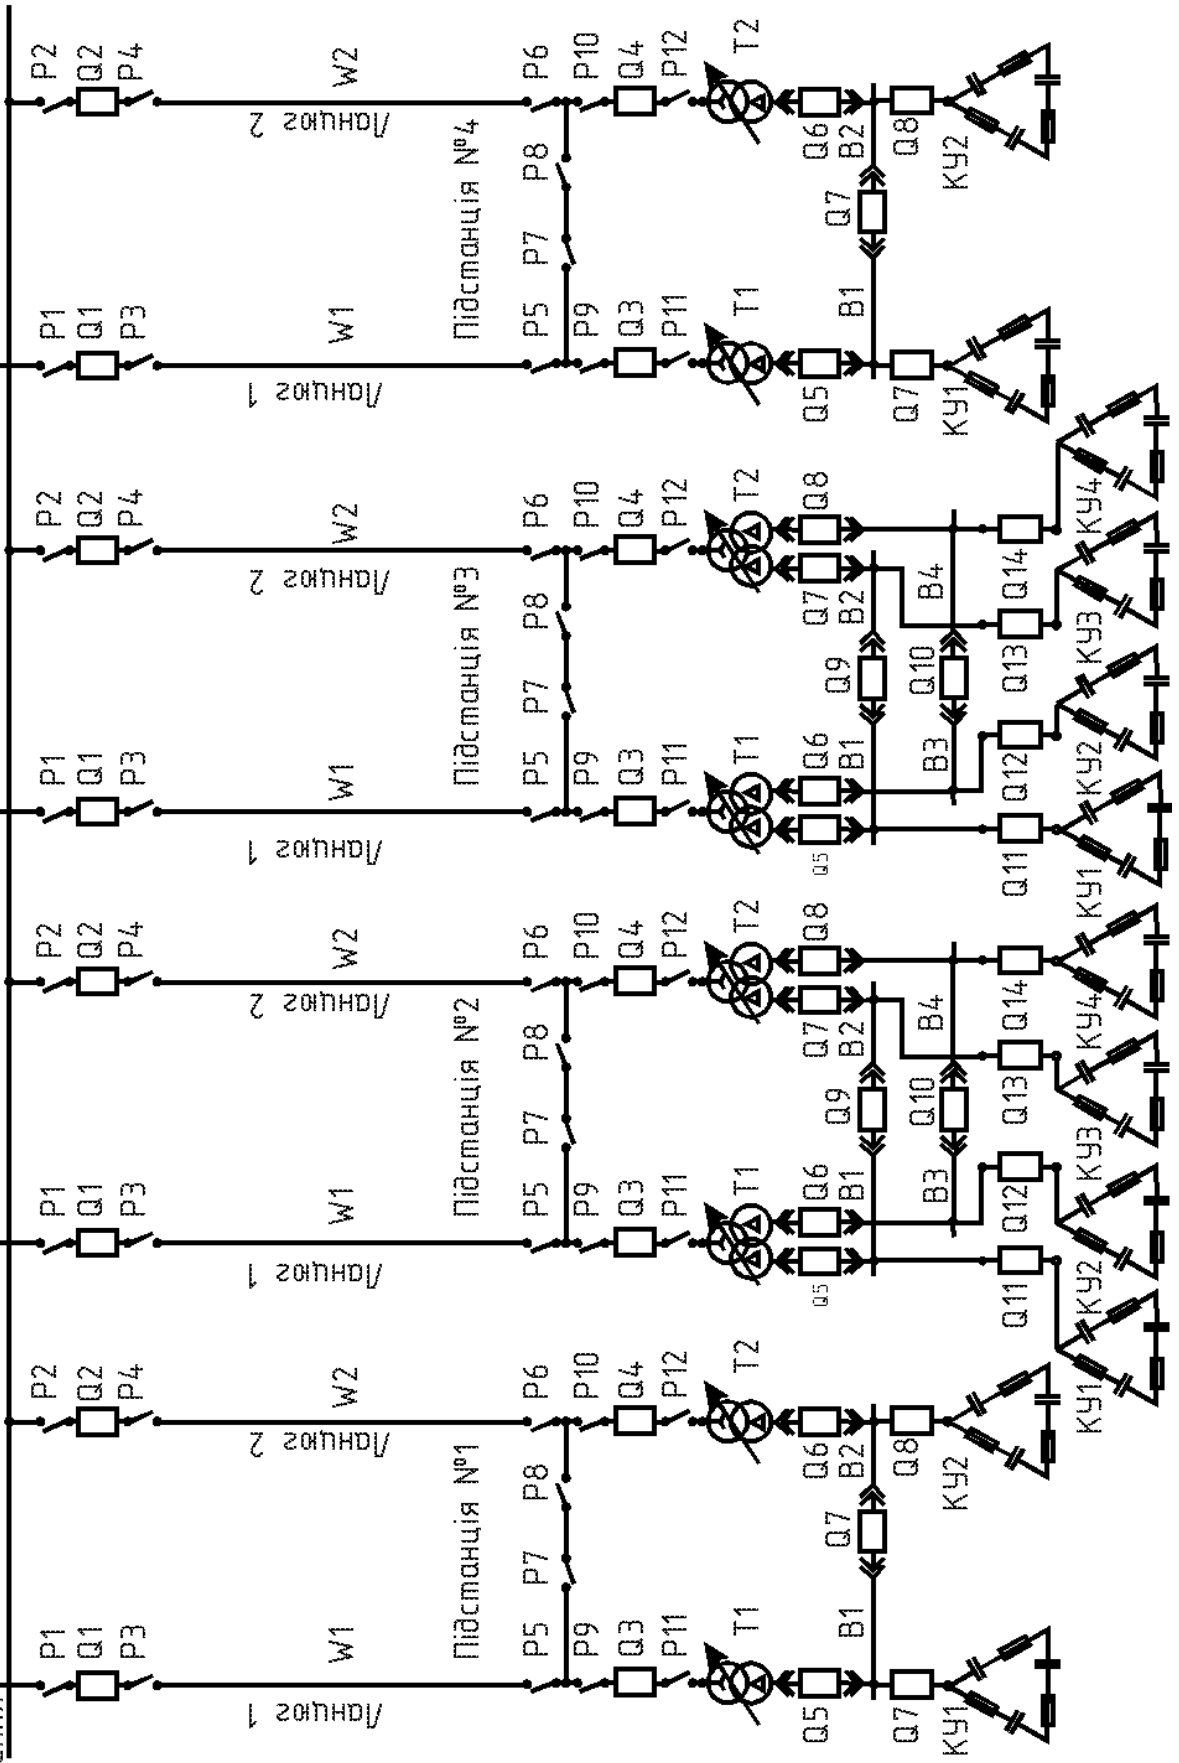 P2
Q2
P4
W2
Ланцюг 2
P6
P10
Q4
P12
T2
P8
Підстанція №4
Q6
B2
Q8
КУ2
P7
Q7
P1
Q1
P3
W1
Ланцюг 1
P5
P9
Q3
P11
T1
B1
Q5
Q7
КУ1
P2
Q2
P4
W2
Ланцюг 2
P6
P10
Q4
P12
T2
Q8
P8
Підстанція №3
Q7
B2
B4
Q14
КУ4
P7
Q9
Q10
Q13
КУ3
P1
Q1
P3
W1
Ланцюг 1
P5
P9
Q3
P11
T1
Q6
B1
B3
Q12
КУ2
Q5
Q11
КУ1
P2
Q2
P4
W2
Ланцюг 2
P6
P10
Q4
P12
T2
Q8
P8
Підстанція №2
Q7
B2
B4
Q14
КУ4
P7
Q9
Q10
Q13
КУ3
P1
Q1
P3
W1
Ланцюг 1
P5
P9
Q3
P11
T1
Q6
B1
B3
Q12
КУ2
Q5
Q11
КУ1
P2
Q2
P4
W2
Ланцюг 2
P6
P10
Q4
P12
T2
P8
Підстанція №1
Q6
B2
Q8
КУ2
P7
Q7
P1
Q1
P3
W1
Ланцюг 1
P5
P9
Q3
P11
T1
B1
Q5
Q7
КУ1